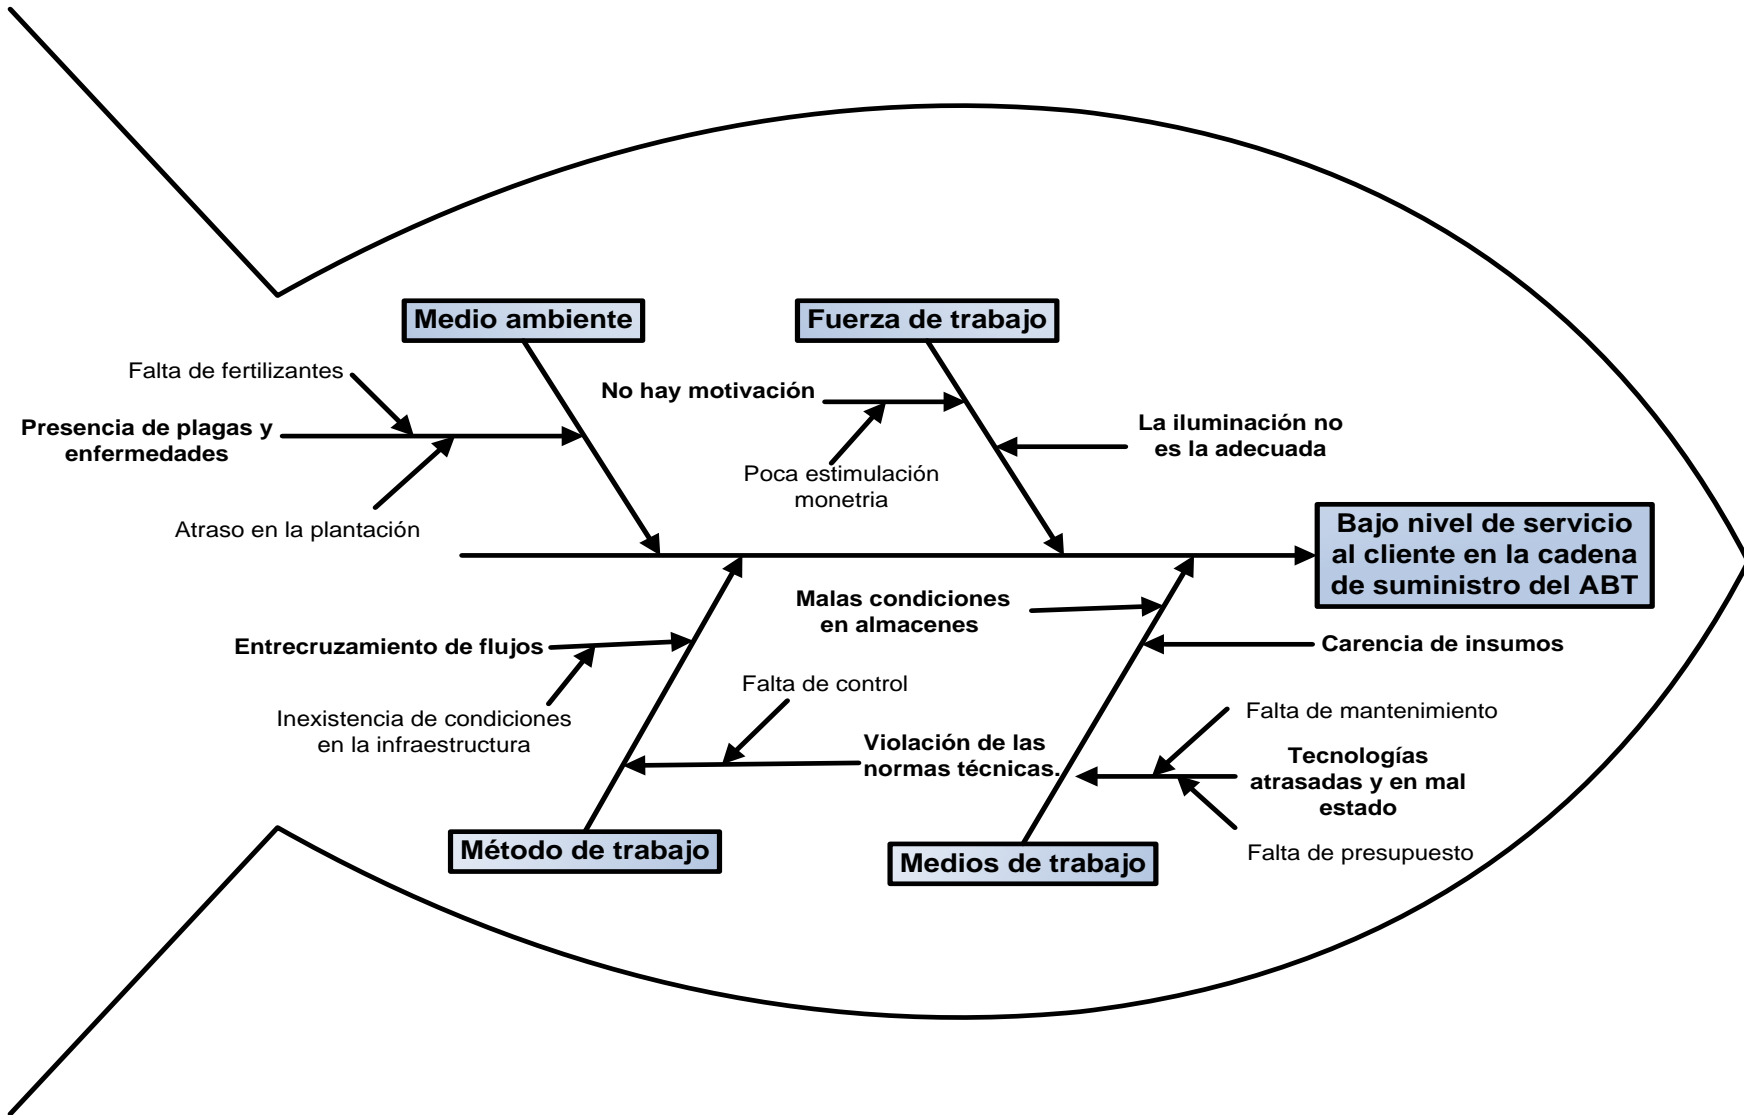 Medio ambiente
Fuerza de trabajo
Falta de fertilizantes
No hay motivación
Presencia de plagas y
enfermedades
La iluminación no
es la adecuada
Poca estimulación
monetria
Atraso en la plantación
Bajo nivel de servicio
al cliente en la cadena
de suministro del ABT
Malas condiciones
en almacenes
Entrecruzamiento de flujos
Carencia de insumos
Falta de control
Inexistencia de condiciones
en la infraestructura
Falta de mantenimiento
Violación de las
normas técnicas.
Tecnologías
atrasadas y en mal
estado
Método de trabajo
Medios de trabajo
Falta de presupuesto